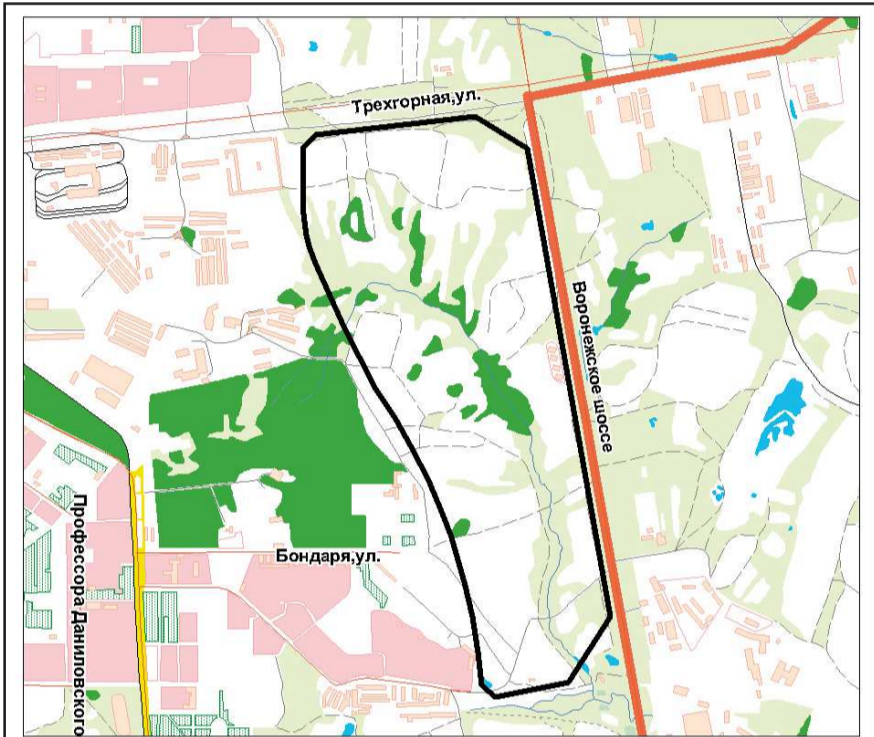 Трехгорная,ул.
Воронежское шоссе
Бондаря,ул.
Профессора Даниловского